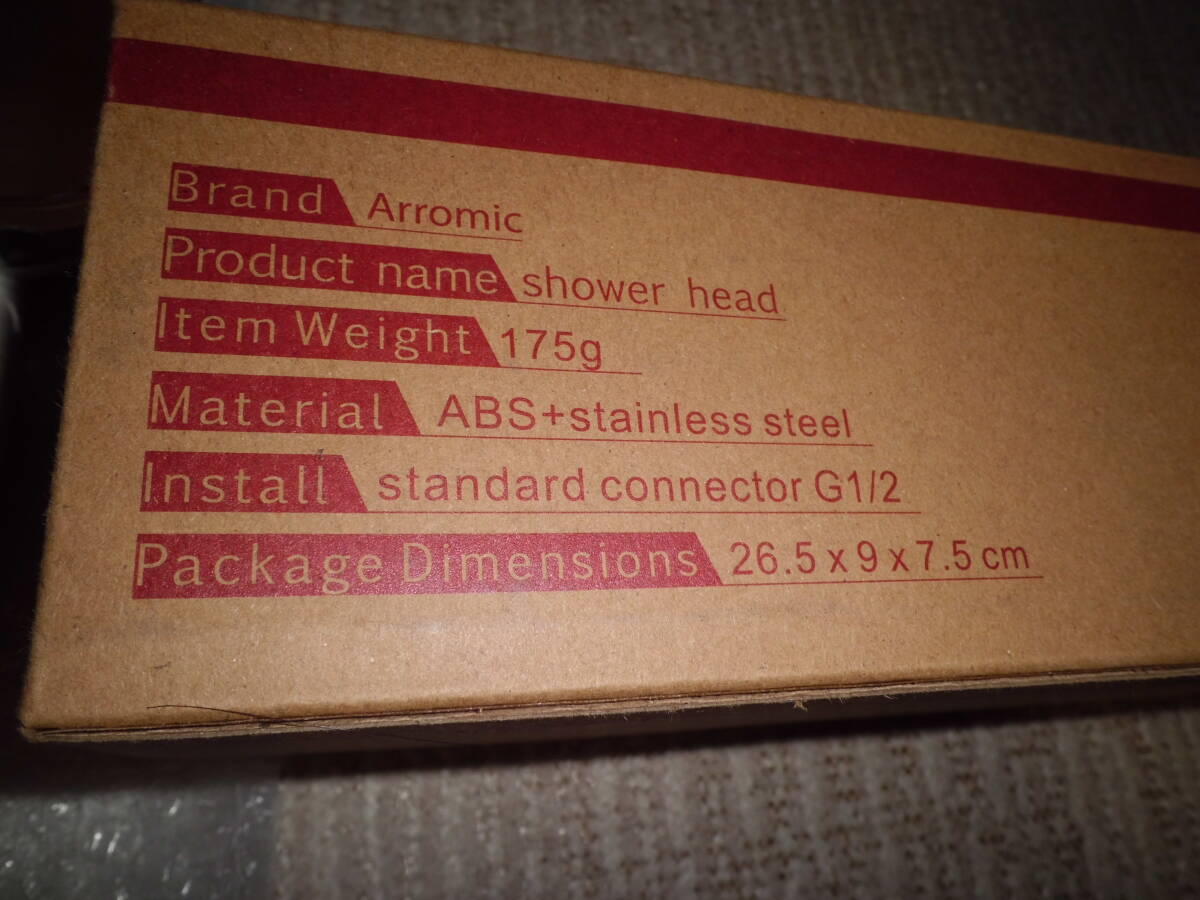 Brand Arromic
Product name shower head
Item Weight 175g
Material ABS+stainless steel
Install standard connector G1/2
Package Dimensions 26.5 x 9 x 7.5 cm